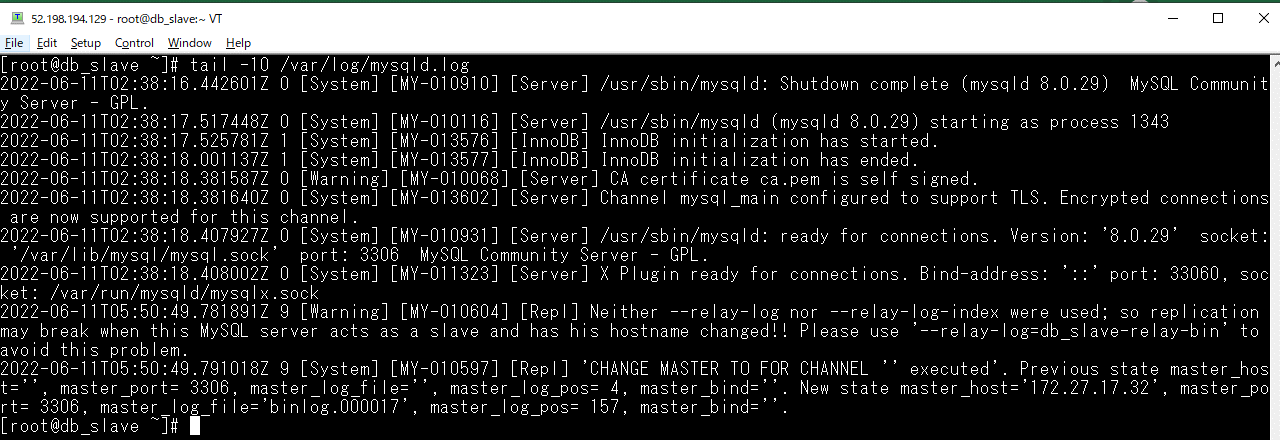 52.198.194.129 - root@db_slave:~ VT
File Edit Setup Control Window Help
[root@db_slave ~]# tail -10 /var/log/mysqld.log
2022-06-11T02:38:16.442601Z 0 [System] [MY-010910] [Server] /usr/sbin/mysqld: Shutdown complete (mysqld 8.0.29)  MySQL Communit
y Server - GPL.
2022-06-11T02:38:17.517448Z 0 [System] [MY-010116] [Server] /usr/sbin/mysqld (mysqld 8.0.29) starting as process 1343
2022-06-11T02:38:17.525781Z 1 [System] [MY-013576] [InnoDB] InnoDB initialization has started.
2022-06-11T02:38:18.001137Z 1 [System] [MY-013577] [InnoDB] InnoDB initialization has ended.
2022-06-11T02:38:18.381587Z 0 [Warning] [MY-010068] [Server] CA certificate ca.pem is self signed.
2022-06-11T02:38:18.381640Z 0 [System] [MY-013602] [Server] Channel mysql_main configured to support TLS. Encrypted connections
 are now supported for this channel.
2022-06-11T02:38:18.407927Z 0 [System] [MY-010931] [Server] /usr/sbin/mysqld: ready for connections. Version: '8.0.29'  socket:
 '/var/lib/mysql/mysql.sock'  port: 3306  MySQL Community Server - GPL.
2022-06-11T02:38:18.408002Z 0 [System] [MY-011323] [Server] X Plugin ready for connections. Bind-address: '::' port: 33060, soc
ket: /var/run/mysqld/mysqlx.sock
2022-06-11T05:50:49.781891Z 9 [Warning] [MY-010604] [Repl] Neither --relay-log nor --relay-log-index were used; so replication
may break when this MySQL server acts as a slave and has his hostname changed!! Please use '--relay-log=db_slave-relay-bin' to
avoid this problem.
2022-06-11T05:50:49.791018Z 9 [System] [MY-010597] [Repl] 'CHANGE MASTER TO FOR CHANNEL '' executed'. Previous state master_hos
t='', master_port= 3306, master_log_file='', master_log_pos= 4, master_bind=''. New state master_host='172.27.17.32', master_po
rt= 3306, master_log_file='binlog.000017', master_log_pos= 157, master_bind=''.
[root@db_slave ~]#